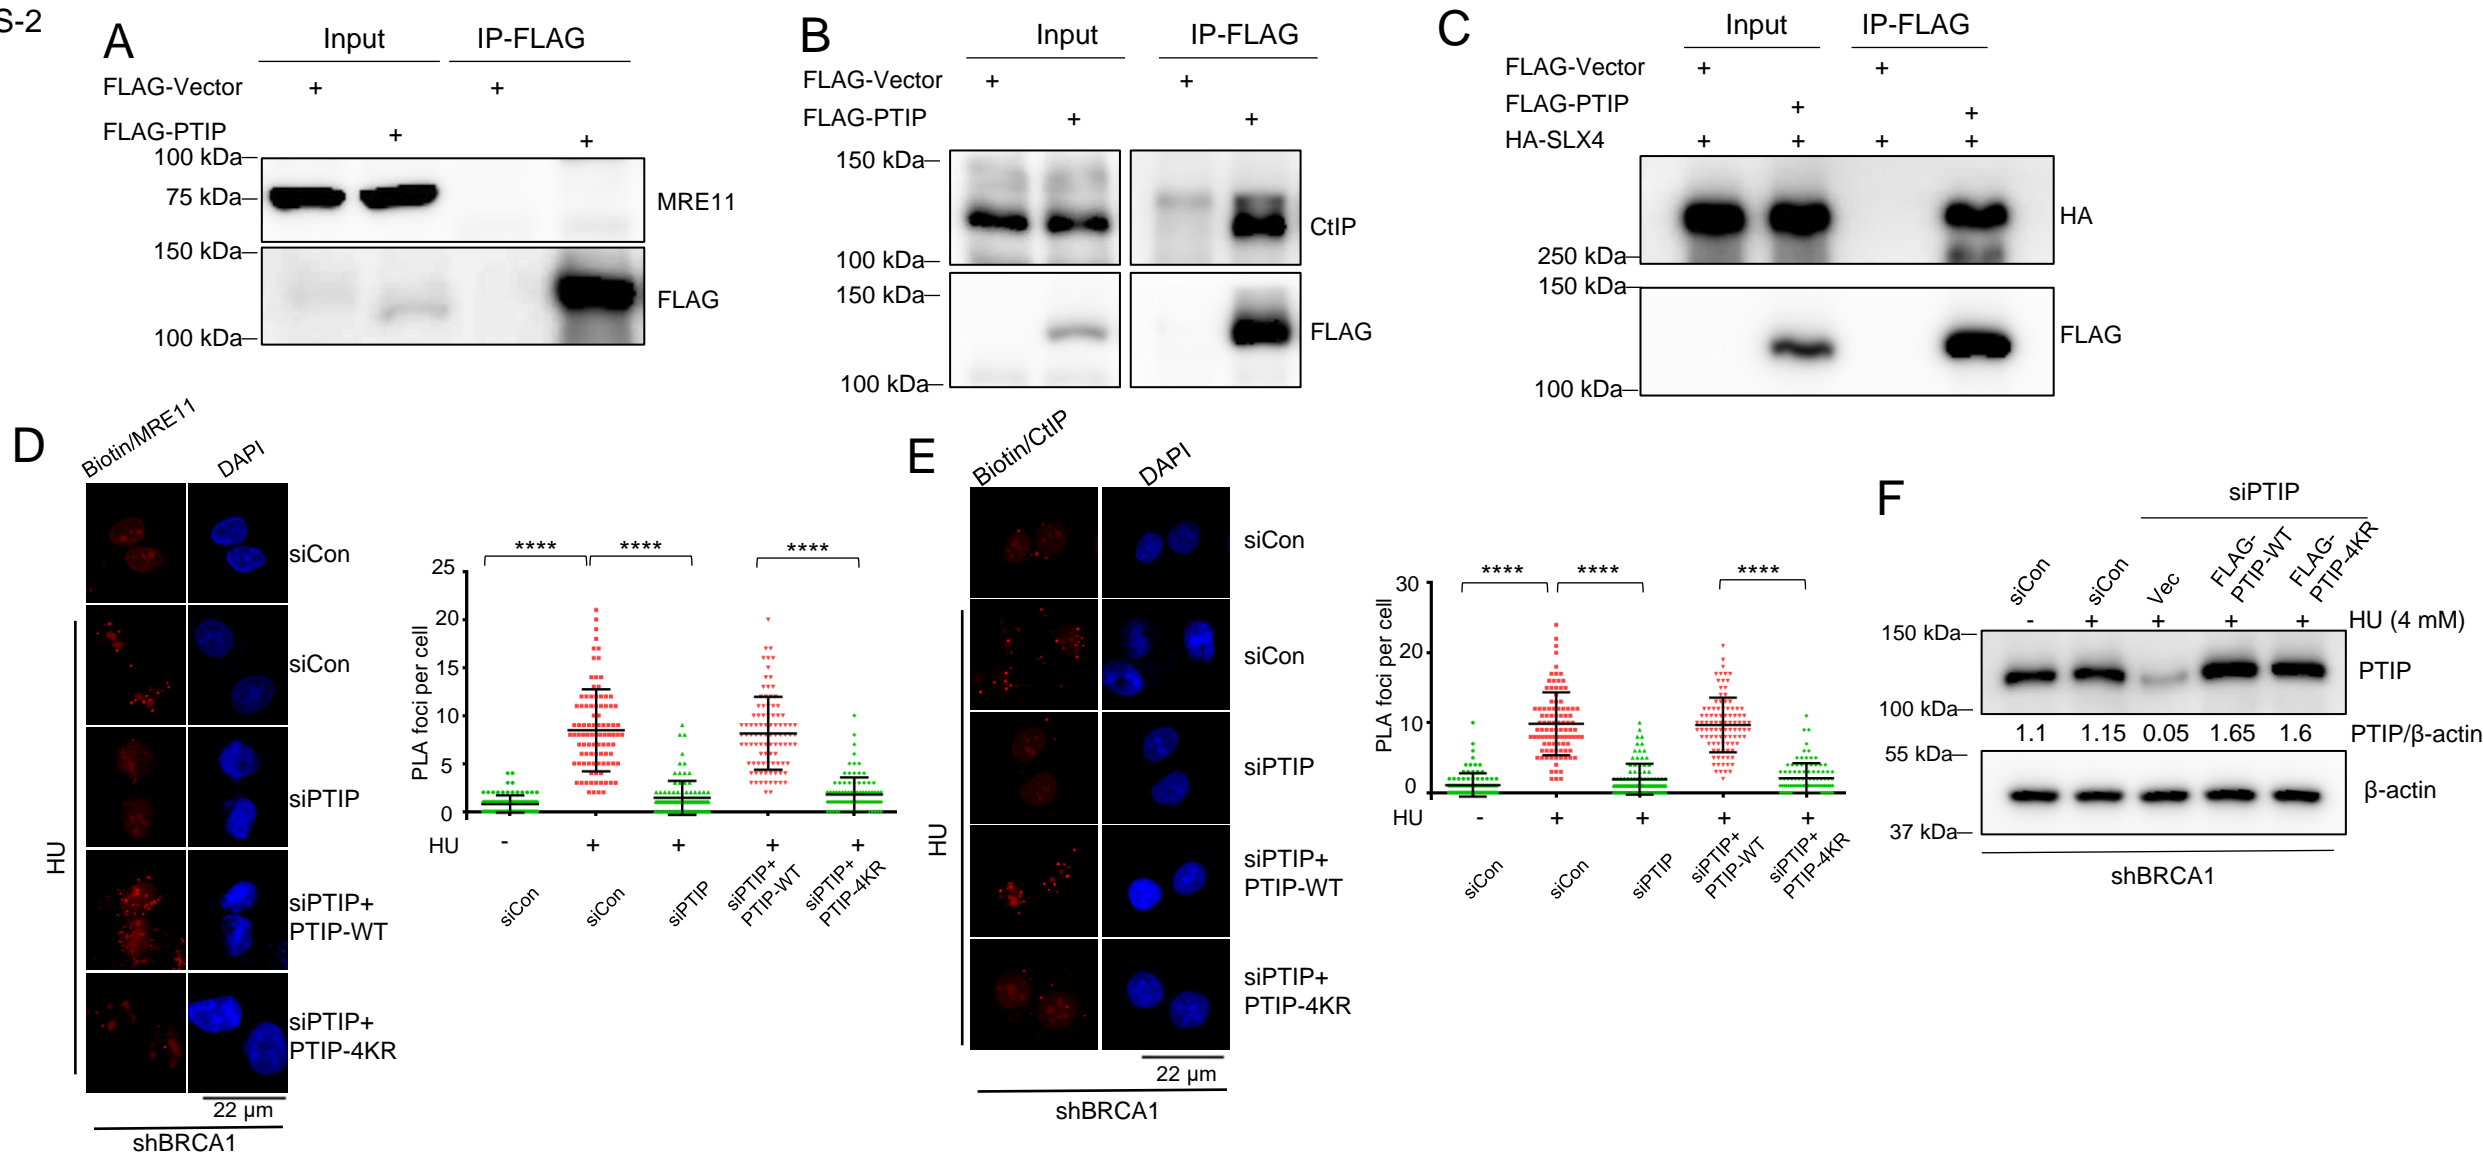 S-2
A
Input
IP-FLAG
FLAG-Vector
+
+
FLAG-PTIP
+
+
100 kDa
75 kDa
MRE11
150 kDa
FLAG
100 kDa
B
Input
IP-FLAG
FLAG-Vector
+
+
FLAG-PTIP
+
+
150 kDa
CtIP
100 kDa
150 kDa
FLAG
100 kDa
C
Input
IP-FLAG
FLAG-Vector
+
+
FLAG-PTIP
+
+
HA-SLX4
+
+
+
+
HA
250 kDa
150 kDa
FLAG
100 kDa
D
Biotin/MRE11
DAPI
siCon
siCon
siPTIP
siPTIP+
PTIP-WT
siPTIP+
PTIP-4KR
HU
22 μm
shBRCA1
****
****
****
PLA foci per cell
25
20
15
10
5
0
HU
-
+
+
+
+
siCon
siCon
siPTIP
siPTIP+
PTIP-WT
siPTIP+
PTIP-4KR
E
Biotin/CtIP
DAPI
siCon
siCon
siPTIP
siPTIP+
PTIP-WT
siPTIP+
PTIP-4KR
HU
22 μm
shBRCA1
****
****
****
PLA foci per cell
30
20
10
0
HU
-
+
+
+
+
siCon
siCon
siPTIP
siPTIP+
PTIP-WT
siPTIP+
PTIP-4KR
F
siPTIP
siCon
siCon
Vec
FLAG-
PTIP-WT
FLAG-
PTIP-4KR
- + + + + HU (4 mM)
150 kDa
PTIP
100 kDa
1.1 1.15 0.05 1.65 1.6 PTIP/β-actin
55 kDa
β-actin
37 kDa
shBRCA1